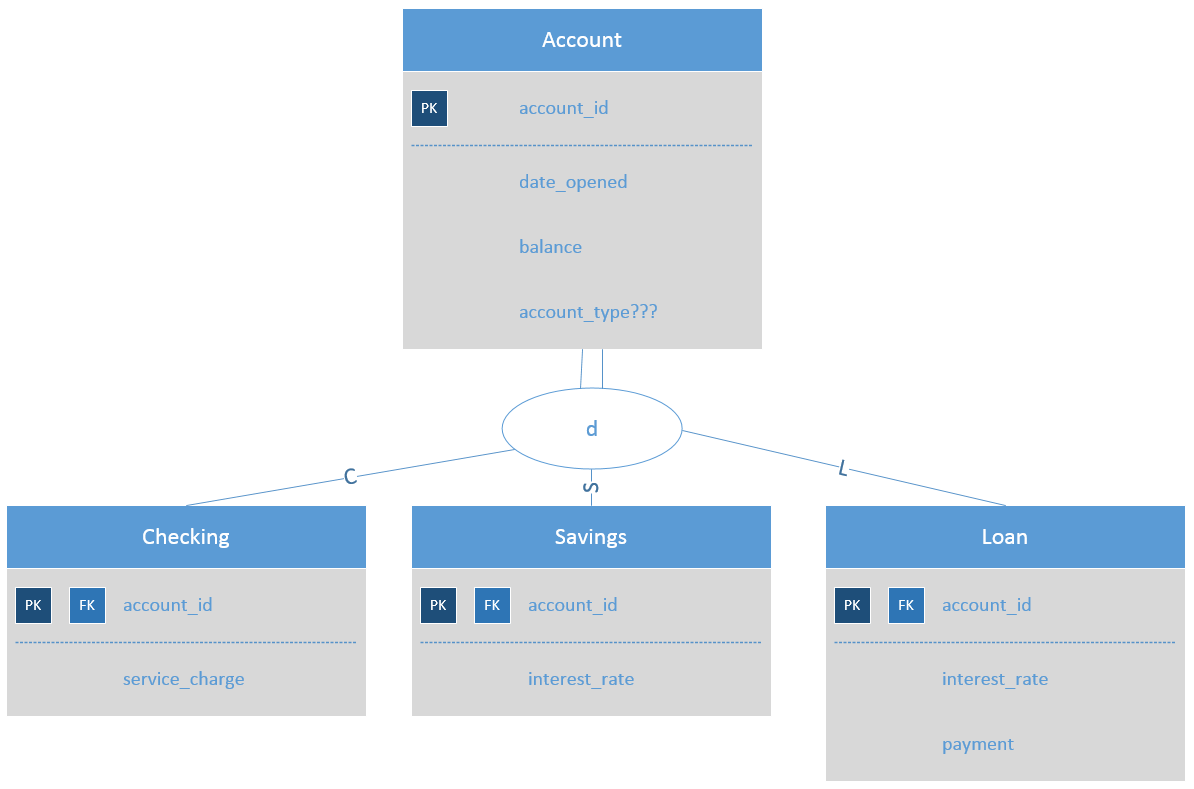 Account
PK account_id
date_opened
balance
account_type???
d
C
S
L
Checking
PK FK account_id
service_charge
Savings
PK FK account_id
interest_rate
Loan
PK FK account_id
interest_rate
payment